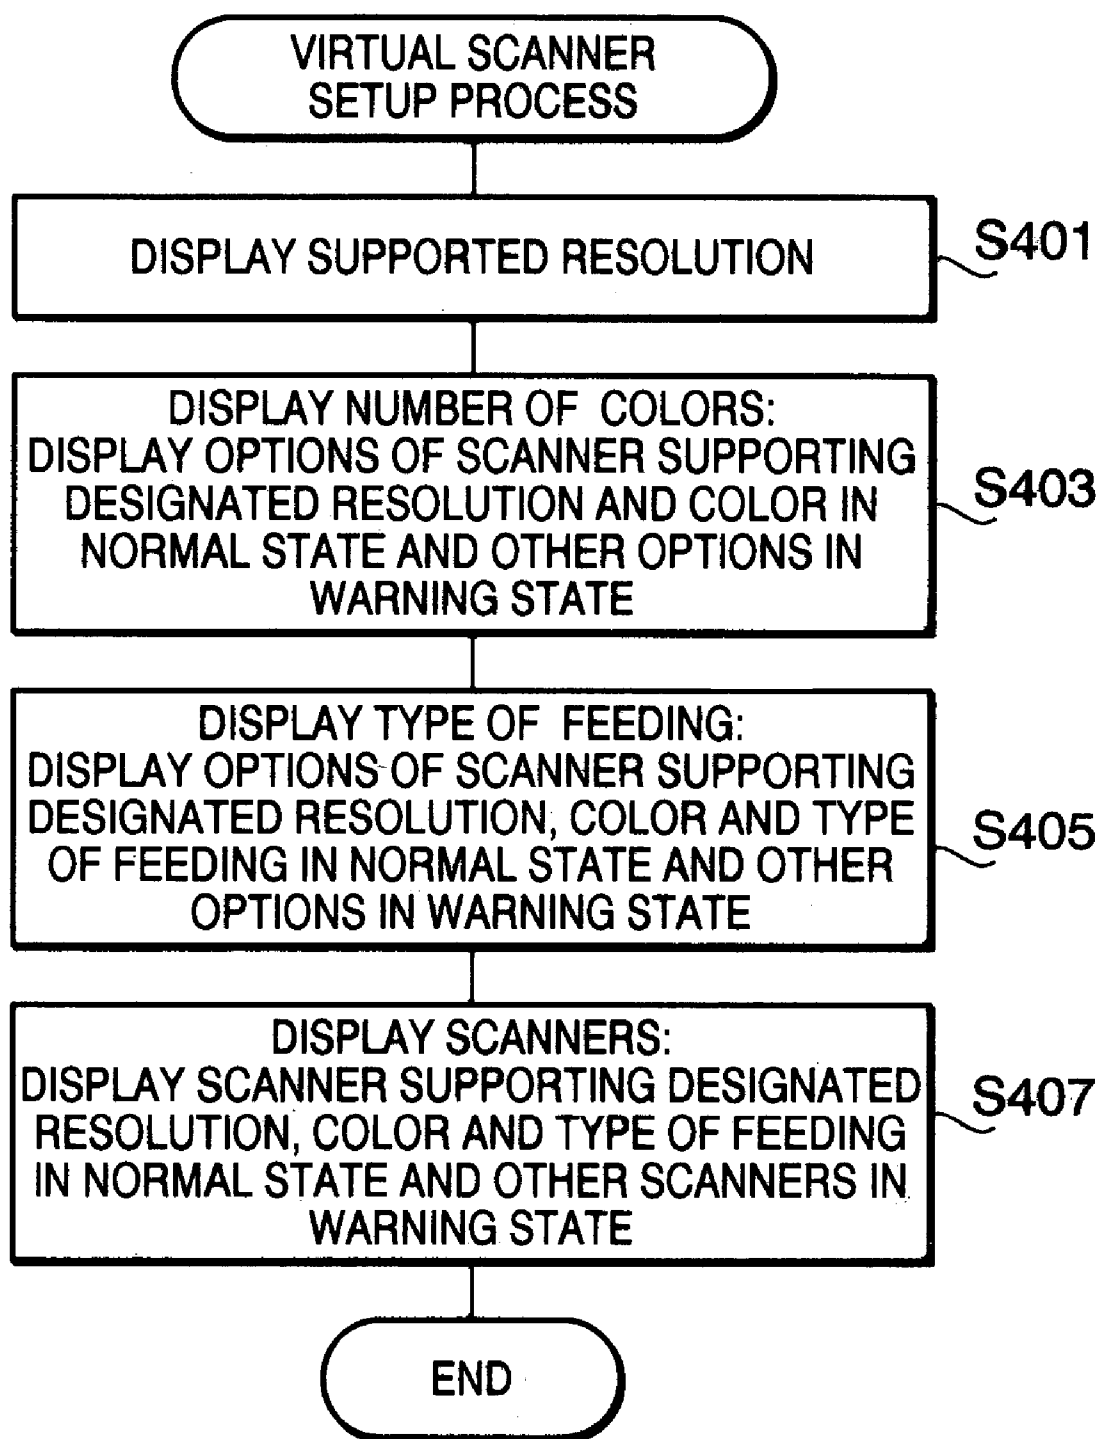 VIRTUAL SCANNER
SETUP PROCESS
DISPLAY SUPPORTED RESOLUTION
S401
DISPLAY NUMBER OF COLORS:
DISPLAY OPTIONS OF SCANNER SUPPORTING
DESIGNATED RESOLUTION AND COLOR IN
NORMAL STATE AND OTHER OPTIONS IN
WARNING STATE
S403
DISPLAY TYPE OF FEEDING:
DISPLAY OPTIONS OF SCANNER SUPPORTING
DESIGNATED RESOLUTION, COLOR AND TYPE
OF FEEDING IN NORMAL STATE AND OTHER
OPTIONS IN WARNING STATE
S405
DISPLAY SCANNERS:
DISPLAY SCANNER SUPPORTING DESIGNATED
RESOLUTION, COLOR AND TYPE OF FEEDING
IN NORMAL STATE AND OTHER SCANNERS IN
WARNING STATE
S407
END